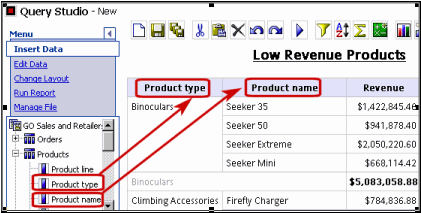 Query Studio - New
Menu
Insert Data
Edit Data
Change Layout
Run Report
Manage File
GO Sales and Retailers
Orders
Products
Product line
Product type
Product name
Low Revenue Products
Product type Product name Revenue
Binoculars Seeker 35 $1,422,845.46
Seeker 50 $941,878.40
Seeker Extreme $2,050,220.60
Seeker Mini $668,114.42
Binoculars $5,083,058.88
Climbing Accessories Firefly Charger $784,836.88